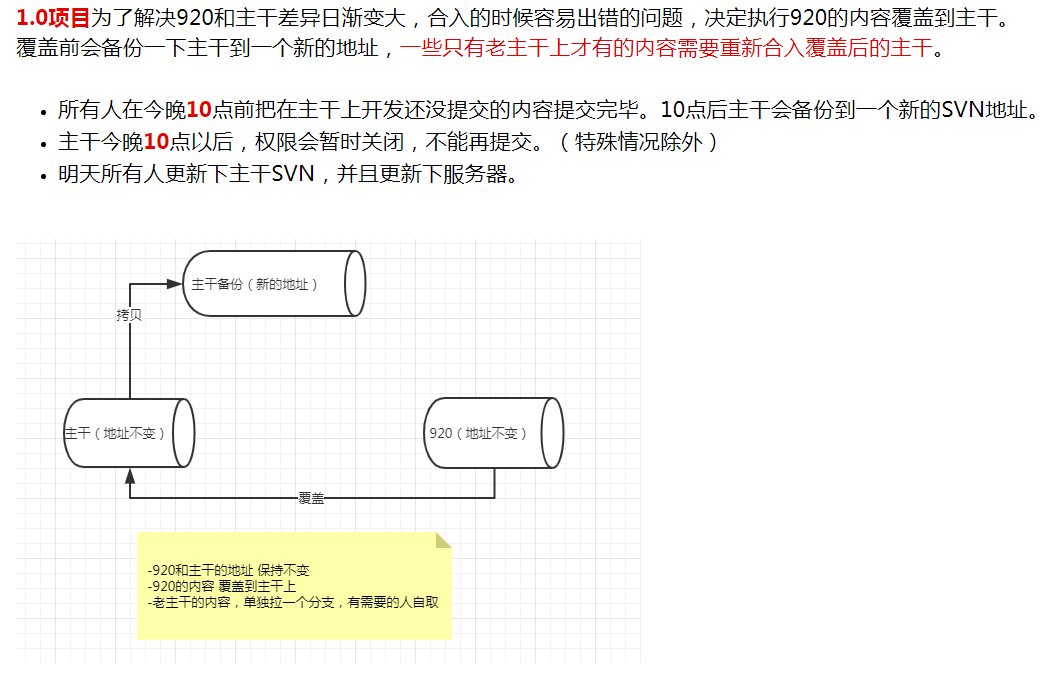 1.0项目为了解决920和主干差异日渐变大，合入的时候容易出错的问题，决定执行920的内容覆盖到主干。
覆盖前会备份一下主干到一个新的地址，一些只有老主干上才有的内容需要重新合入覆盖后的主干。
• 所有人在今晚10点前把在主干上开发还没提交的内容提交完毕。10点后主干会备份到一个新的SVN地址。
• 主干今晚10点以后，权限会暂时关闭，不能再提交。（特殊情况除外）
• 明天所有人更新下主干SVN，并且更新下服务器。
主干备份（新的地址）
拷贝
主干（地址不变）
920（地址不变）
覆盖
-920和主干的地址 保持不变
-920的内容 覆盖到主干上
-老主干的内容，单独拉一个分支，有需要的人自取